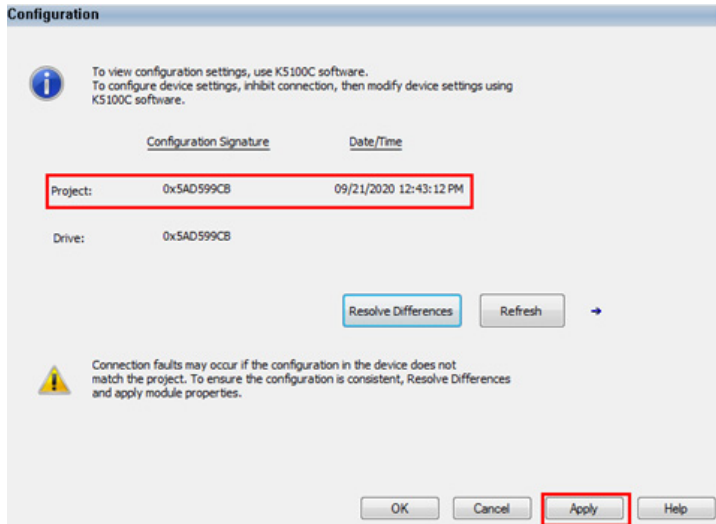 Configuration
To view configuration settings, use K5100C software.
To configure device settings, inhibit connection, then modify device settings using
K5100C software.
Configuration Signature Date/Time
Project: 0x5AD599CB 09/21/2020 12:43:12 PM
Drive: 0x5AD599CB
Resolve Differences Refresh
Connection faults may occur if the configuration in the device does not
match the project. To ensure the configuration is consistent, Resolve Differences
and apply module properties.
OK Cancel Apply Help